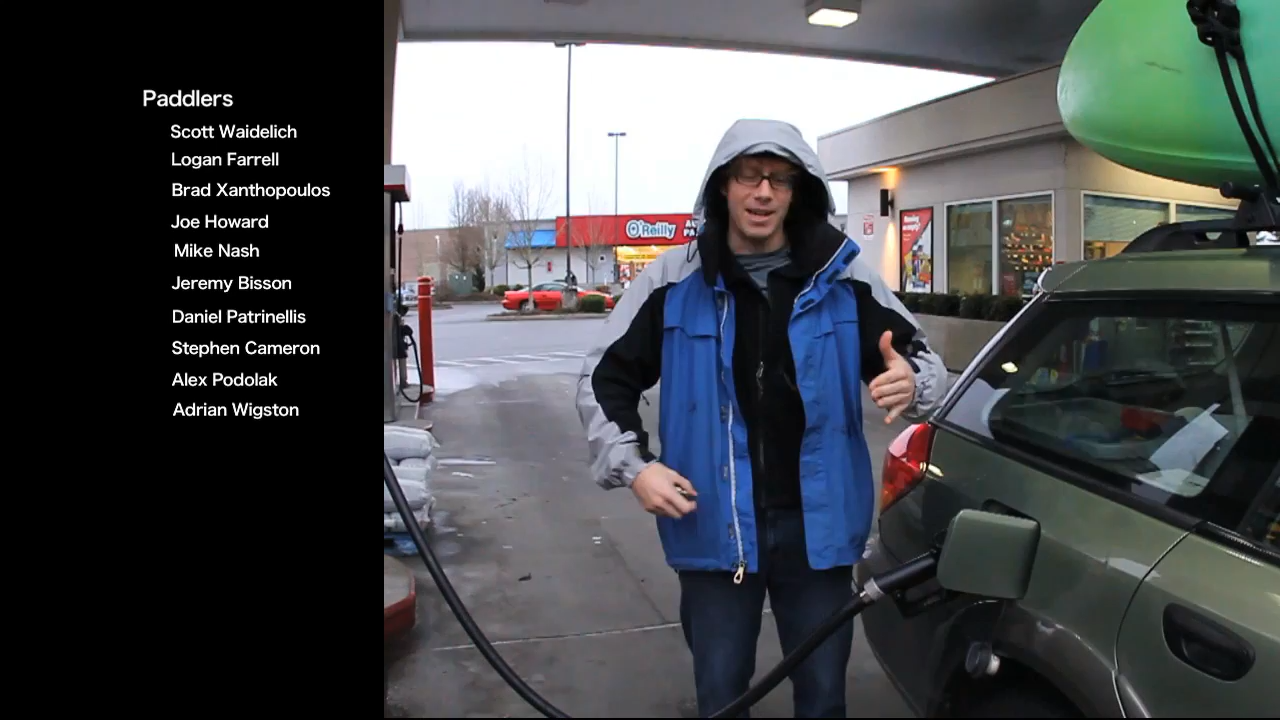 Paddlers
Scott Waidelich
Logan Farrell
Brad Xanthopoulos
Joe Howard
Mike Nash
Jeremy Bisson
Daniel Patrinellis
Stephen Cameron
Alex Podolak
Adrian Wigston
O'Reilly